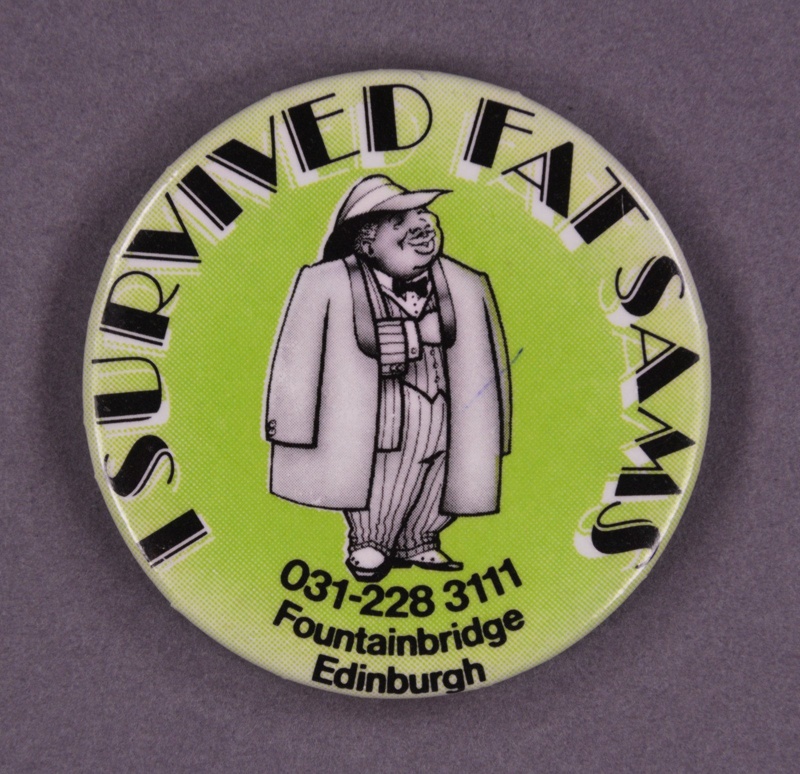 I SURVIVED FAT SAMS
031-228 3111
Fountainbridge
Edinburgh